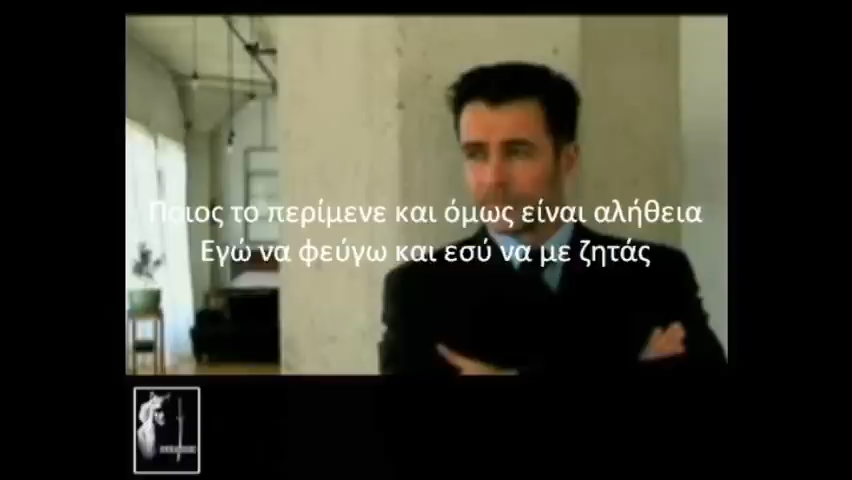 Ποιος το περίμενε και όμως είναι αλήθεια
Εγώ να φεύγω και εσύ να με ζητάς